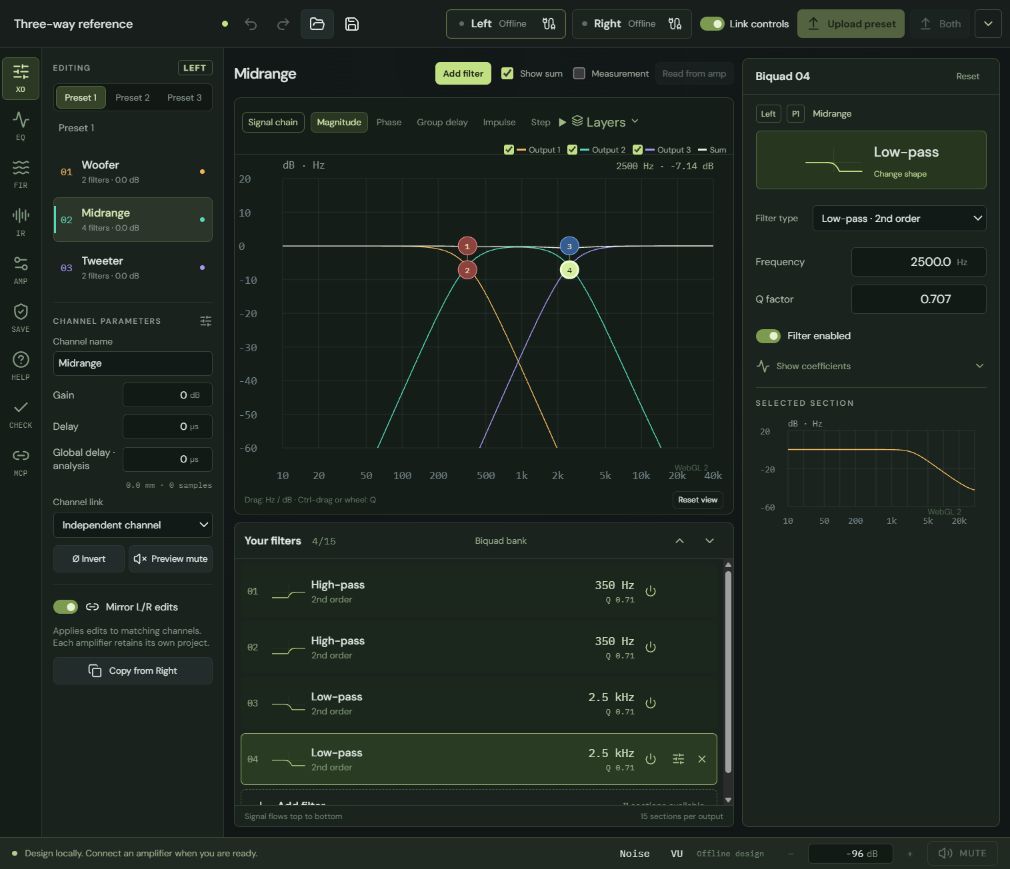 Three-way reference
Left Offline
Right Offline
Link controls
Upload preset
Both
XO
EQ
FIR
IR
AMP
SAVE
HELP
CHECK
MCP
EDITING LEFT
Preset 1 Preset 2 Preset 3
Preset 1
01 Woofer
2 filters · 0.0 dB
02 Midrange
4 filters · 0.0 dB
03 Tweeter
2 filters · 0.0 dB
CHANNEL PARAMETERS
Channel name
Midrange
Gain 0 dB
Delay 0 µs
Global delay · analysis 0 µs
0.0 mm · 0 samples
Channel link
Independent channel
Ø Invert Preview mute
Mirror L/R edits
Applies edits to matching channels.
Each amplifier retains its own project.
Copy from Right
Midrange
Add filter Show sum Measurement Read from amp
Signal chain Magnitude Phase Group delay Impulse Step Layers
Output 1 Output 2 Output 3 Sum
dB · Hz 2500 Hz · -7.14 dB
20
10
0
-10
-20
-30
-40
-50
-60
1 2 3 4
10 20 50 100 200 500 1k 2k 5k 10k 20k 40k
WebGL 2
Drag: Hz / dB · Ctrl-drag or wheel: Q
Reset view
Your filters 4/15 Biquad bank
01 High-pass 350 Hz
2nd order Q 0.71
02 High-pass 350 Hz
2nd order Q 0.71
03 Low-pass 2.5 kHz
2nd order Q 0.71
04 Low-pass 2.5 kHz
2nd order Q 0.71
Add filter 11 sections available
Signal flows top to bottom 15 sections per output
Biquad 04 Reset
Left P1 Midrange
Low-pass
Change shape
Filter type Low-pass · 2nd order
Frequency 2500.0 Hz
Q factor 0.707
Filter enabled
Show coefficients
SELECTED SECTION
dB · Hz
20
-20
-60
WebGL 2
10 50 200 1k 5k 20k
Design locally. Connect an amplifier when you are ready.
Noise VU Offline design − -96 dB + MUTE